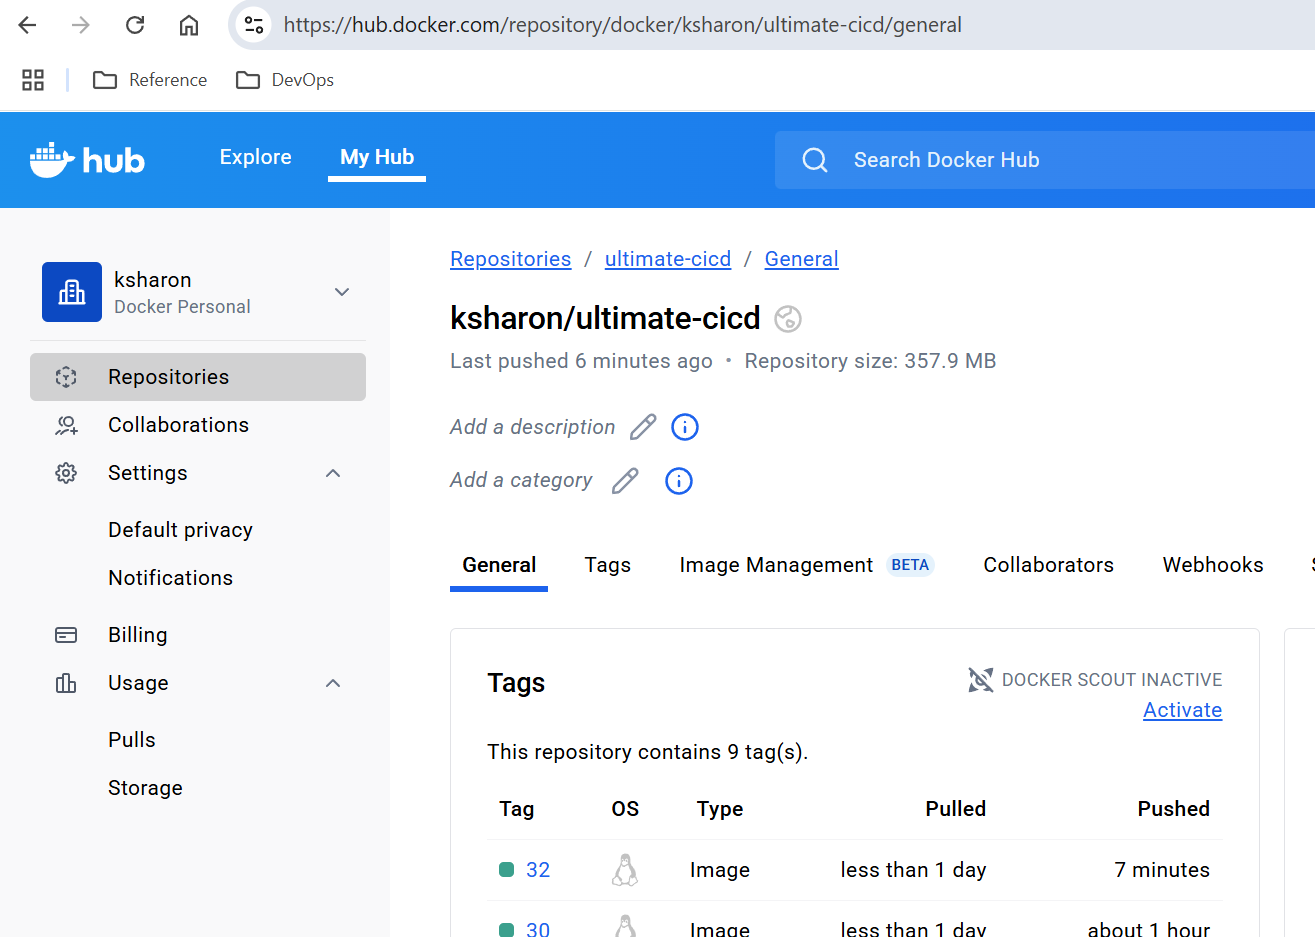 https://hub.docker.com/repository/docker/ksharon/ultimate-cicd/general
Reference DevOps
hub Explore My Hub Search Docker Hub
ksharon
Docker Personal
Repositories
Collaborations
Settings
Default privacy
Notifications
Billing
Usage
Pulls
Storage
Repositories / ultimate-cicd / General
ksharon/ultimate-cicd
Last pushed 6 minutes ago • Repository size: 357.9 MB
Add a description
Add a category
General Tags Image Management BETA Collaborators Webhooks
Tags
DOCKER SCOUT INACTIVE
Activate
This repository contains 9 tag(s).
Tag OS Type Pulled Pushed
32 Image less than 1 day 7 minutes
30 Image less than 1 day about 1 hour